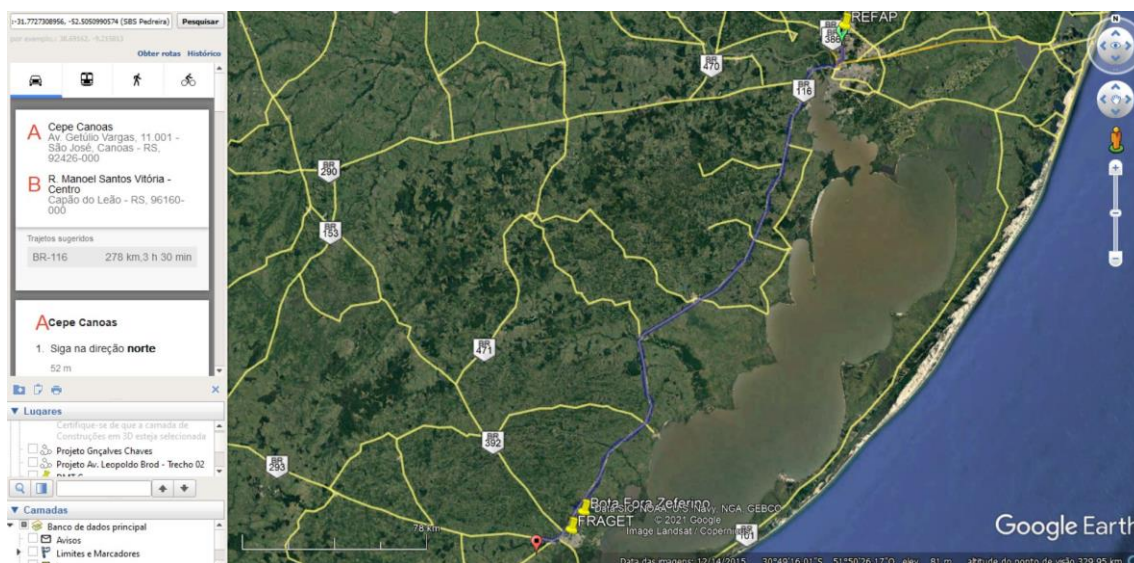 :-31.7727308956, -52.5050990574 (SBS Pedreira)
Pesquisar
Obter rotas Histórico
A Cepe Canoas
Av. Getúlio Vargas, 11.001 -
São José, Canoas - RS,
92426-000
B R. Manoel Santos Vitória -
Centro
Capão do Leão - RS, 96160-
000
Trajetos sugeridos
BR-116 278 km,3 h 30 min
A Cepe Canoas
1. Siga na direção norte
52 m
Lugares
Certifique-se de que a camada de
Construções em 3D esteja selecionada
Projeto Gnçalves Chaves
Projeto Av. Leopoldo Brod - Trecho 02
Camadas
Banco de dados principal
Avisos
Limites e Marcadores
REFAP
BR
386
BR
470
BR
116
BR
290
BR
153
BR
471
BR
392
BR
293
Bota Fora Zeferino
FRAGET
78 km
Data SIO, NOAA, U.S. Navy, NGA, GEBCO
© 2021 Google
Image Landsat / Copernicus
BR
101
Google Earth
N
Data das imagens: 12/14/2015 30°49'16.01"S 51°50'26.17"O elev 81 m altitude do ponto de visão 329.95 km